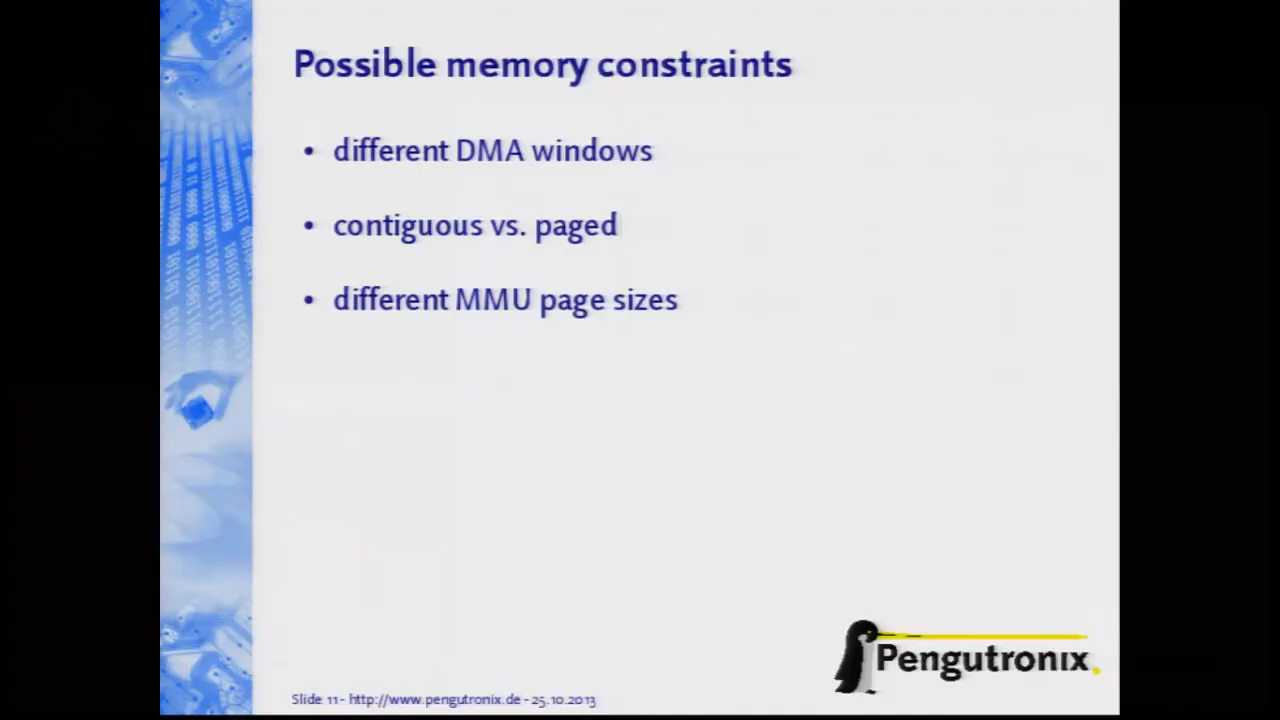 Possible memory constraints
• different DMA windows
• contiguous vs. paged
• different MMU page sizes
Pengutronix.
Slide 11 - http://www.pengutronix.de - 25.10.2013